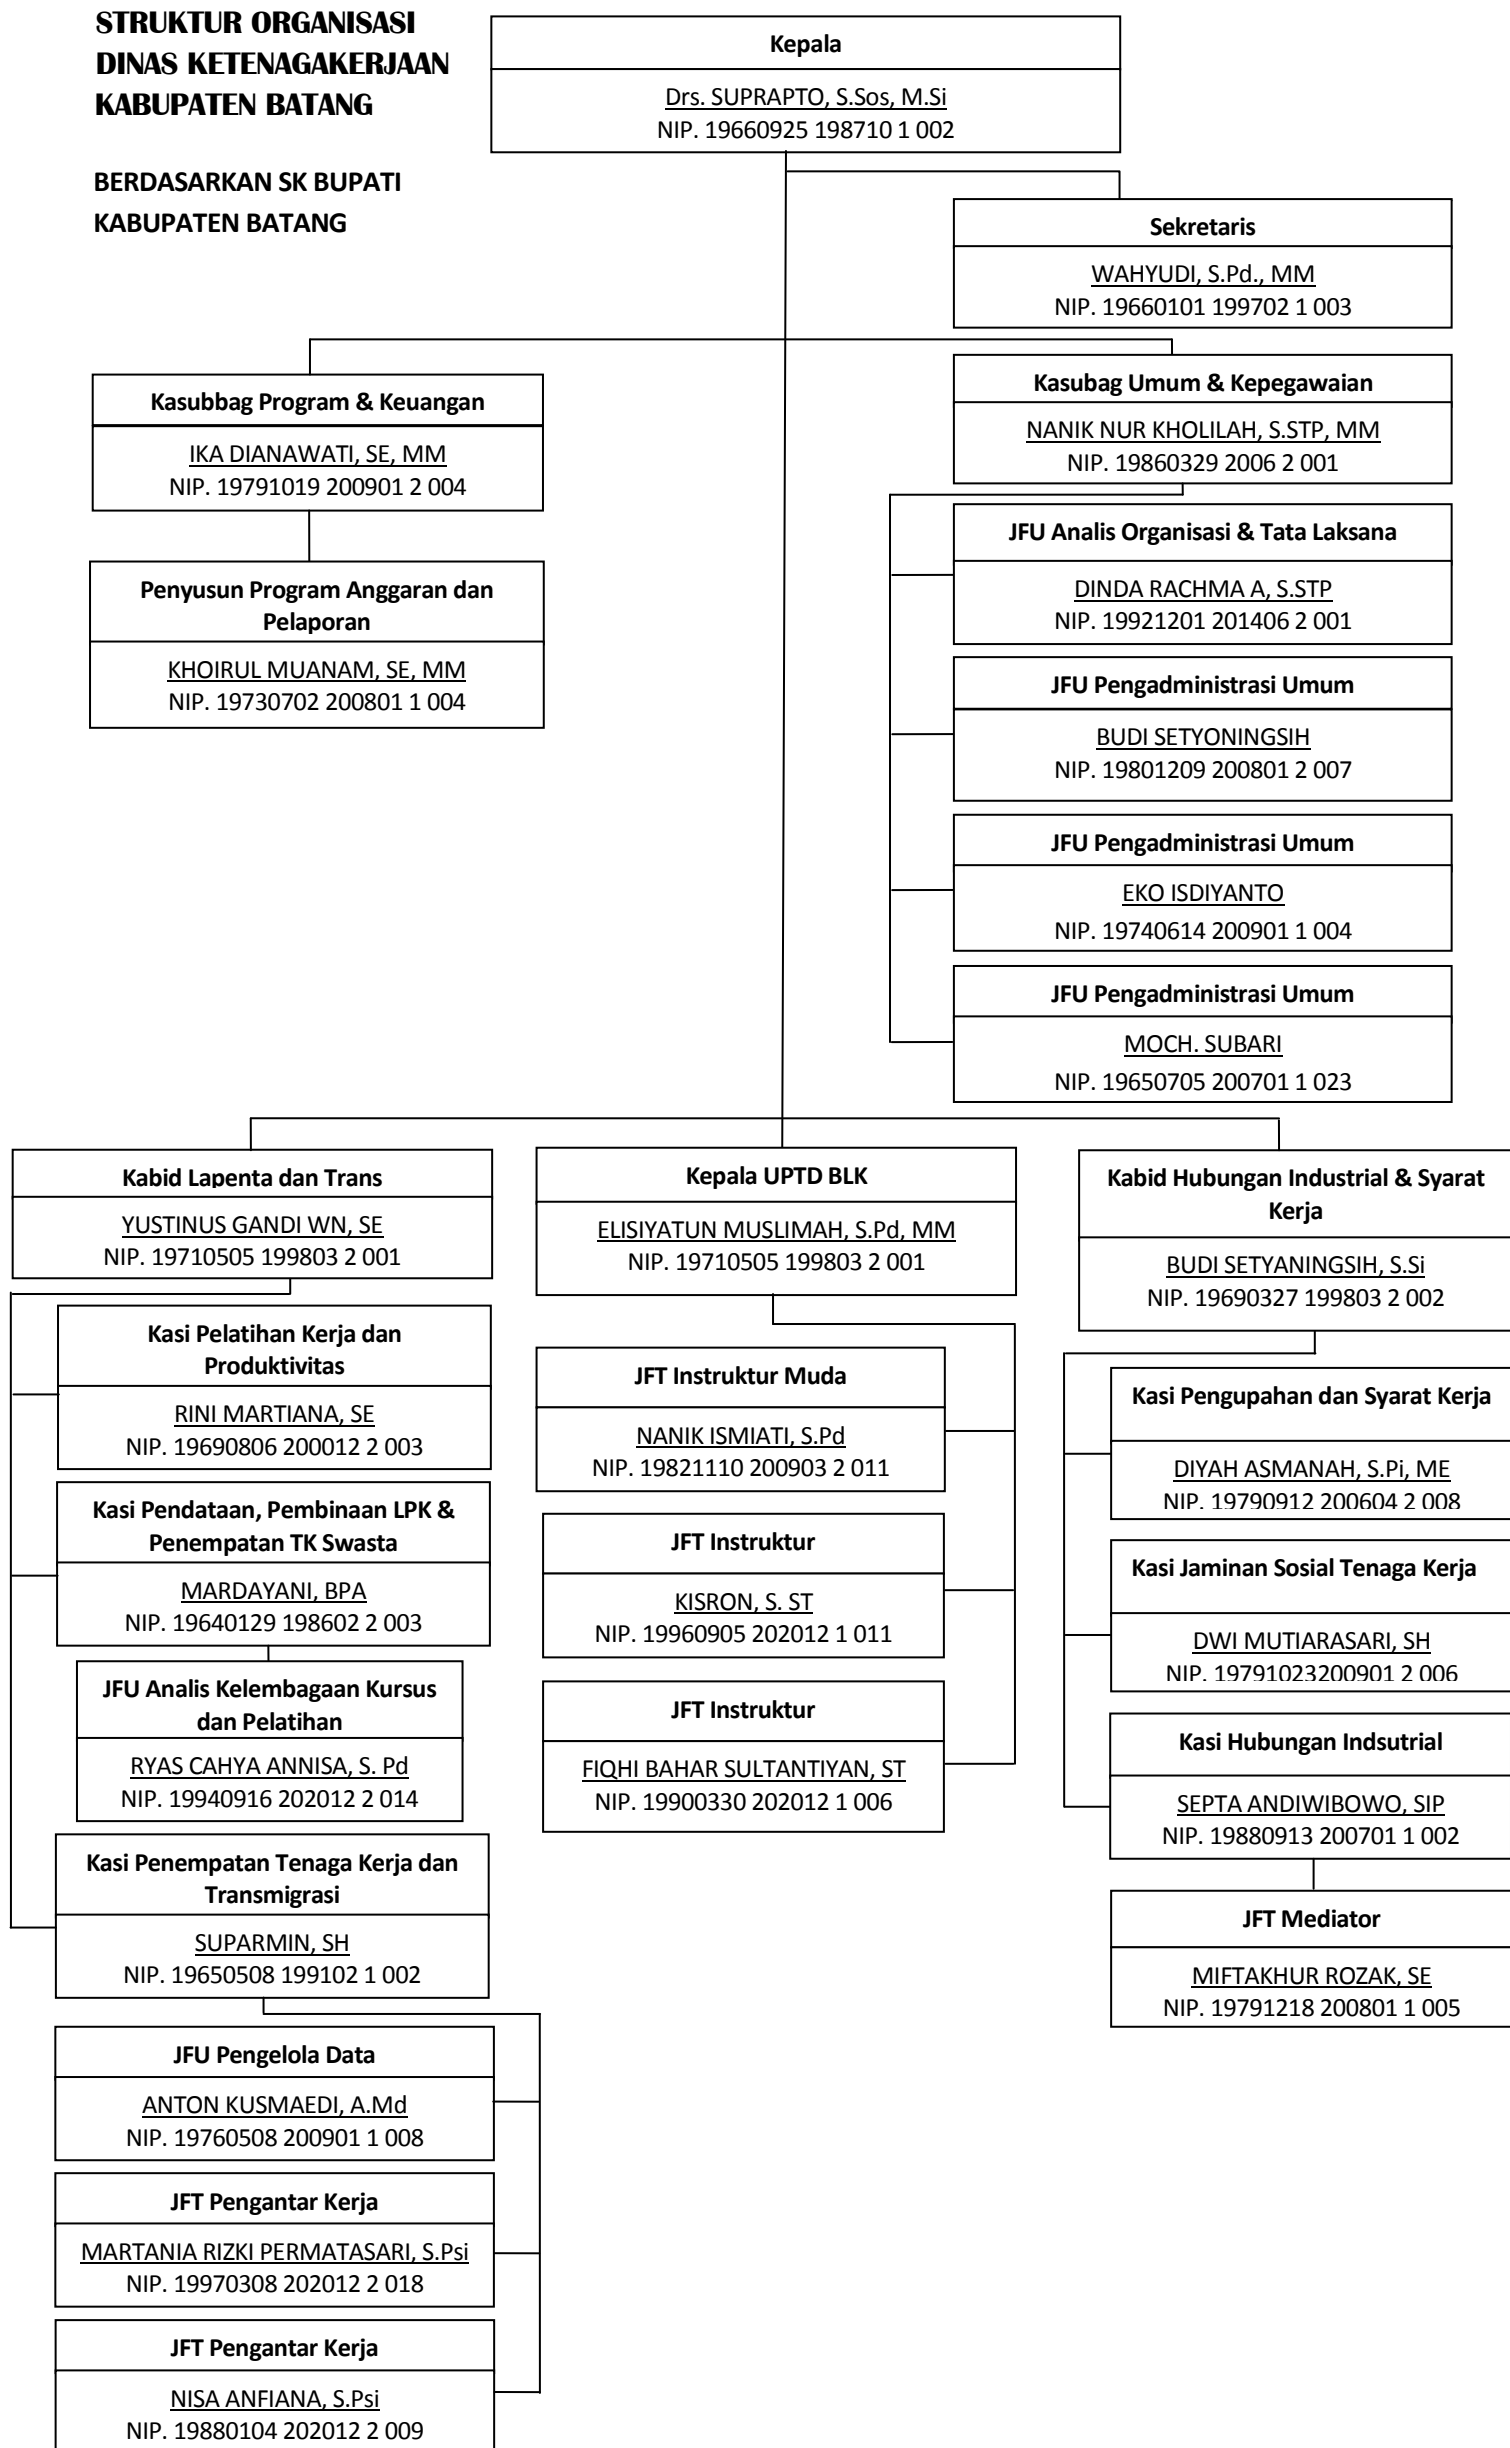 STRUKTUR ORGANISASI
DINAS KETENAGAKERJAAN
KABUPATEN BATANG
BERDASARKAN SK BUPATI
KABUPATEN BATANG
Kepala
Drs. SUPRAPTO, S.Sos, M.Si
NIP. 19660925 198710 1 002
Sekretaris
WAHYUDI, S.Pd., MM
NIP. 19660101 199702 1 003
Kasubbag Program & Keuangan
IKA DIANAWATI, SE, MM
NIP. 19791019 200901 2 004
Penyusun Program Anggaran dan
Pelaporan
KHOIRUL MUANAM, SE, MM
NIP. 19730702 200801 1 004
Kasubag Umum & Kepegawaian
NANIK NUR KHOLILAH, S.STP, MM
NIP. 19860329 2006 2 001
JFU Analis Organisasi & Tata Laksana
DINDA RACHMA A, S.STP
NIP. 19921201 201406 2 001
JFU Pengadministrasi Umum
BUDI SETYONINGSIH
NIP. 19801209 200801 2 007
JFU Pengadministrasi Umum
EKO ISDIYANTO
NIP. 19740614 200901 1 004
JFU Pengadministrasi Umum
MOCH. SUBARI
NIP. 19650705 200701 1 023
Kabid Lapenta dan Trans
YUSTINUS GANDI WN, SE
NIP. 19710505 199803 2 001
Kasi Pelatihan Kerja dan
Produktivitas
RINI MARTIANA, SE
NIP. 19690806 200012 2 003
Kasi Pendataan, Pembinaan LPK &
Penempatan TK Swasta
MARDAYANI, BPA
NIP. 19640129 198602 2 003
JFU Analis Kelembagaan Kursus
dan Pelatihan
RYAS CAHYA ANNISA, S. Pd
NIP. 19940916 202012 2 014
Kasi Penempatan Tenaga Kerja dan
Transmigrasi
SUPARMIN, SH
NIP. 19650508 199102 1 002
JFU Pengelola Data
ANTON KUSMAEDI, A.Md
NIP. 19760508 200901 1 008
JFT Pengantar Kerja
MARTANIA RIZKI PERMATASARI, S.Psi
NIP. 19970308 202012 2 018
JFT Pengantar Kerja
NISA ANFIANA, S.Psi
NIP. 19880104 202012 2 009
Kepala UPTD BLK
ELISIYATUN MUSLIMAH, S.Pd, MM
NIP. 19710505 199803 2 001
JFT Instruktur Muda
NANIK ISMIATI, S.Pd
NIP. 19821110 200903 2 011
JFT Instruktur
KISRON, S. ST
NIP. 19960905 202012 1 011
JFT Instruktur
FIQHI BAHAR SULTANTIYAN, ST
NIP. 19900330 202012 1 006
Kabid Hubungan Industrial & Syarat
Kerja
BUDI SETYANINGSIH, S.Si
NIP. 19690327 199803 2 002
Kasi Pengupahan dan Syarat Kerja
DIYAH ASMANAH, S.Pi, ME
NIP. 19790912 200604 2 008
Kasi Jaminan Sosial Tenaga Kerja
DWI MUTIARASARI, SH
NIP. 19791023200901 2 006
Kasi Hubungan Indsutrial
SEPTA ANDIWIBOWO, SIP
NIP. 19880913 200701 1 002
JFT Mediator
MIFTAKHUR ROZAK, SE
NIP. 19791218 200801 1 005